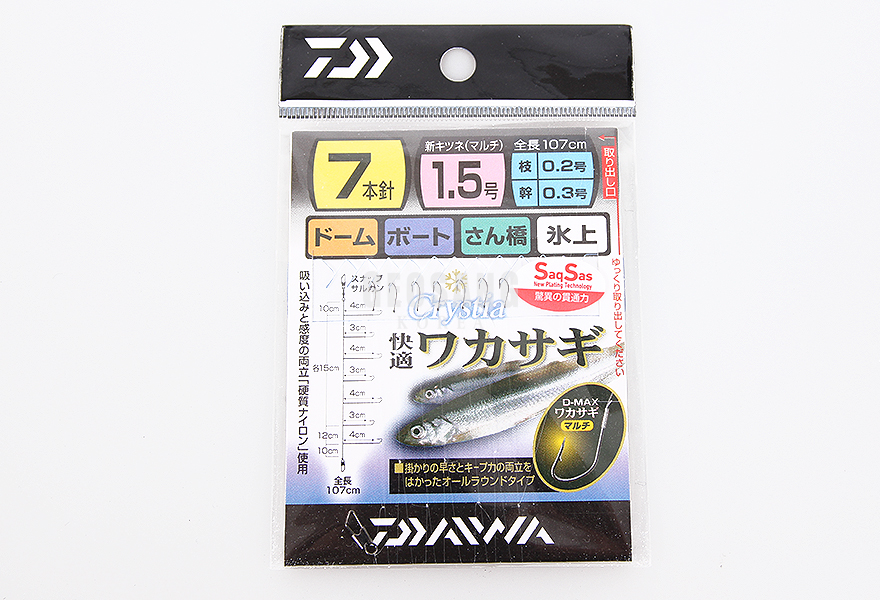 新キツネ(マルチ)
全長107cm
7本針
1.5号
枝 0.2号
幹 0.3号
取り出し口
ゆっくり取り出してください
ドーム ボート さん橋 氷上
SaqSas
New Plating Technology
驚異の貫通力
Crystia
快適ワカサギ
吸い込みと感度の両立「硬質ナイロン」使用
スナップ
サルカン
10cm
4cm
3cm
4cm
各15cm
3cm
4cm
3cm
12cm
4cm
10cm
全長
107cm
D-MAX
ワカサギ
マルチ
■掛かりの早さとキープ力の両立を
はかったオールラウンドタイプ
DAIWA